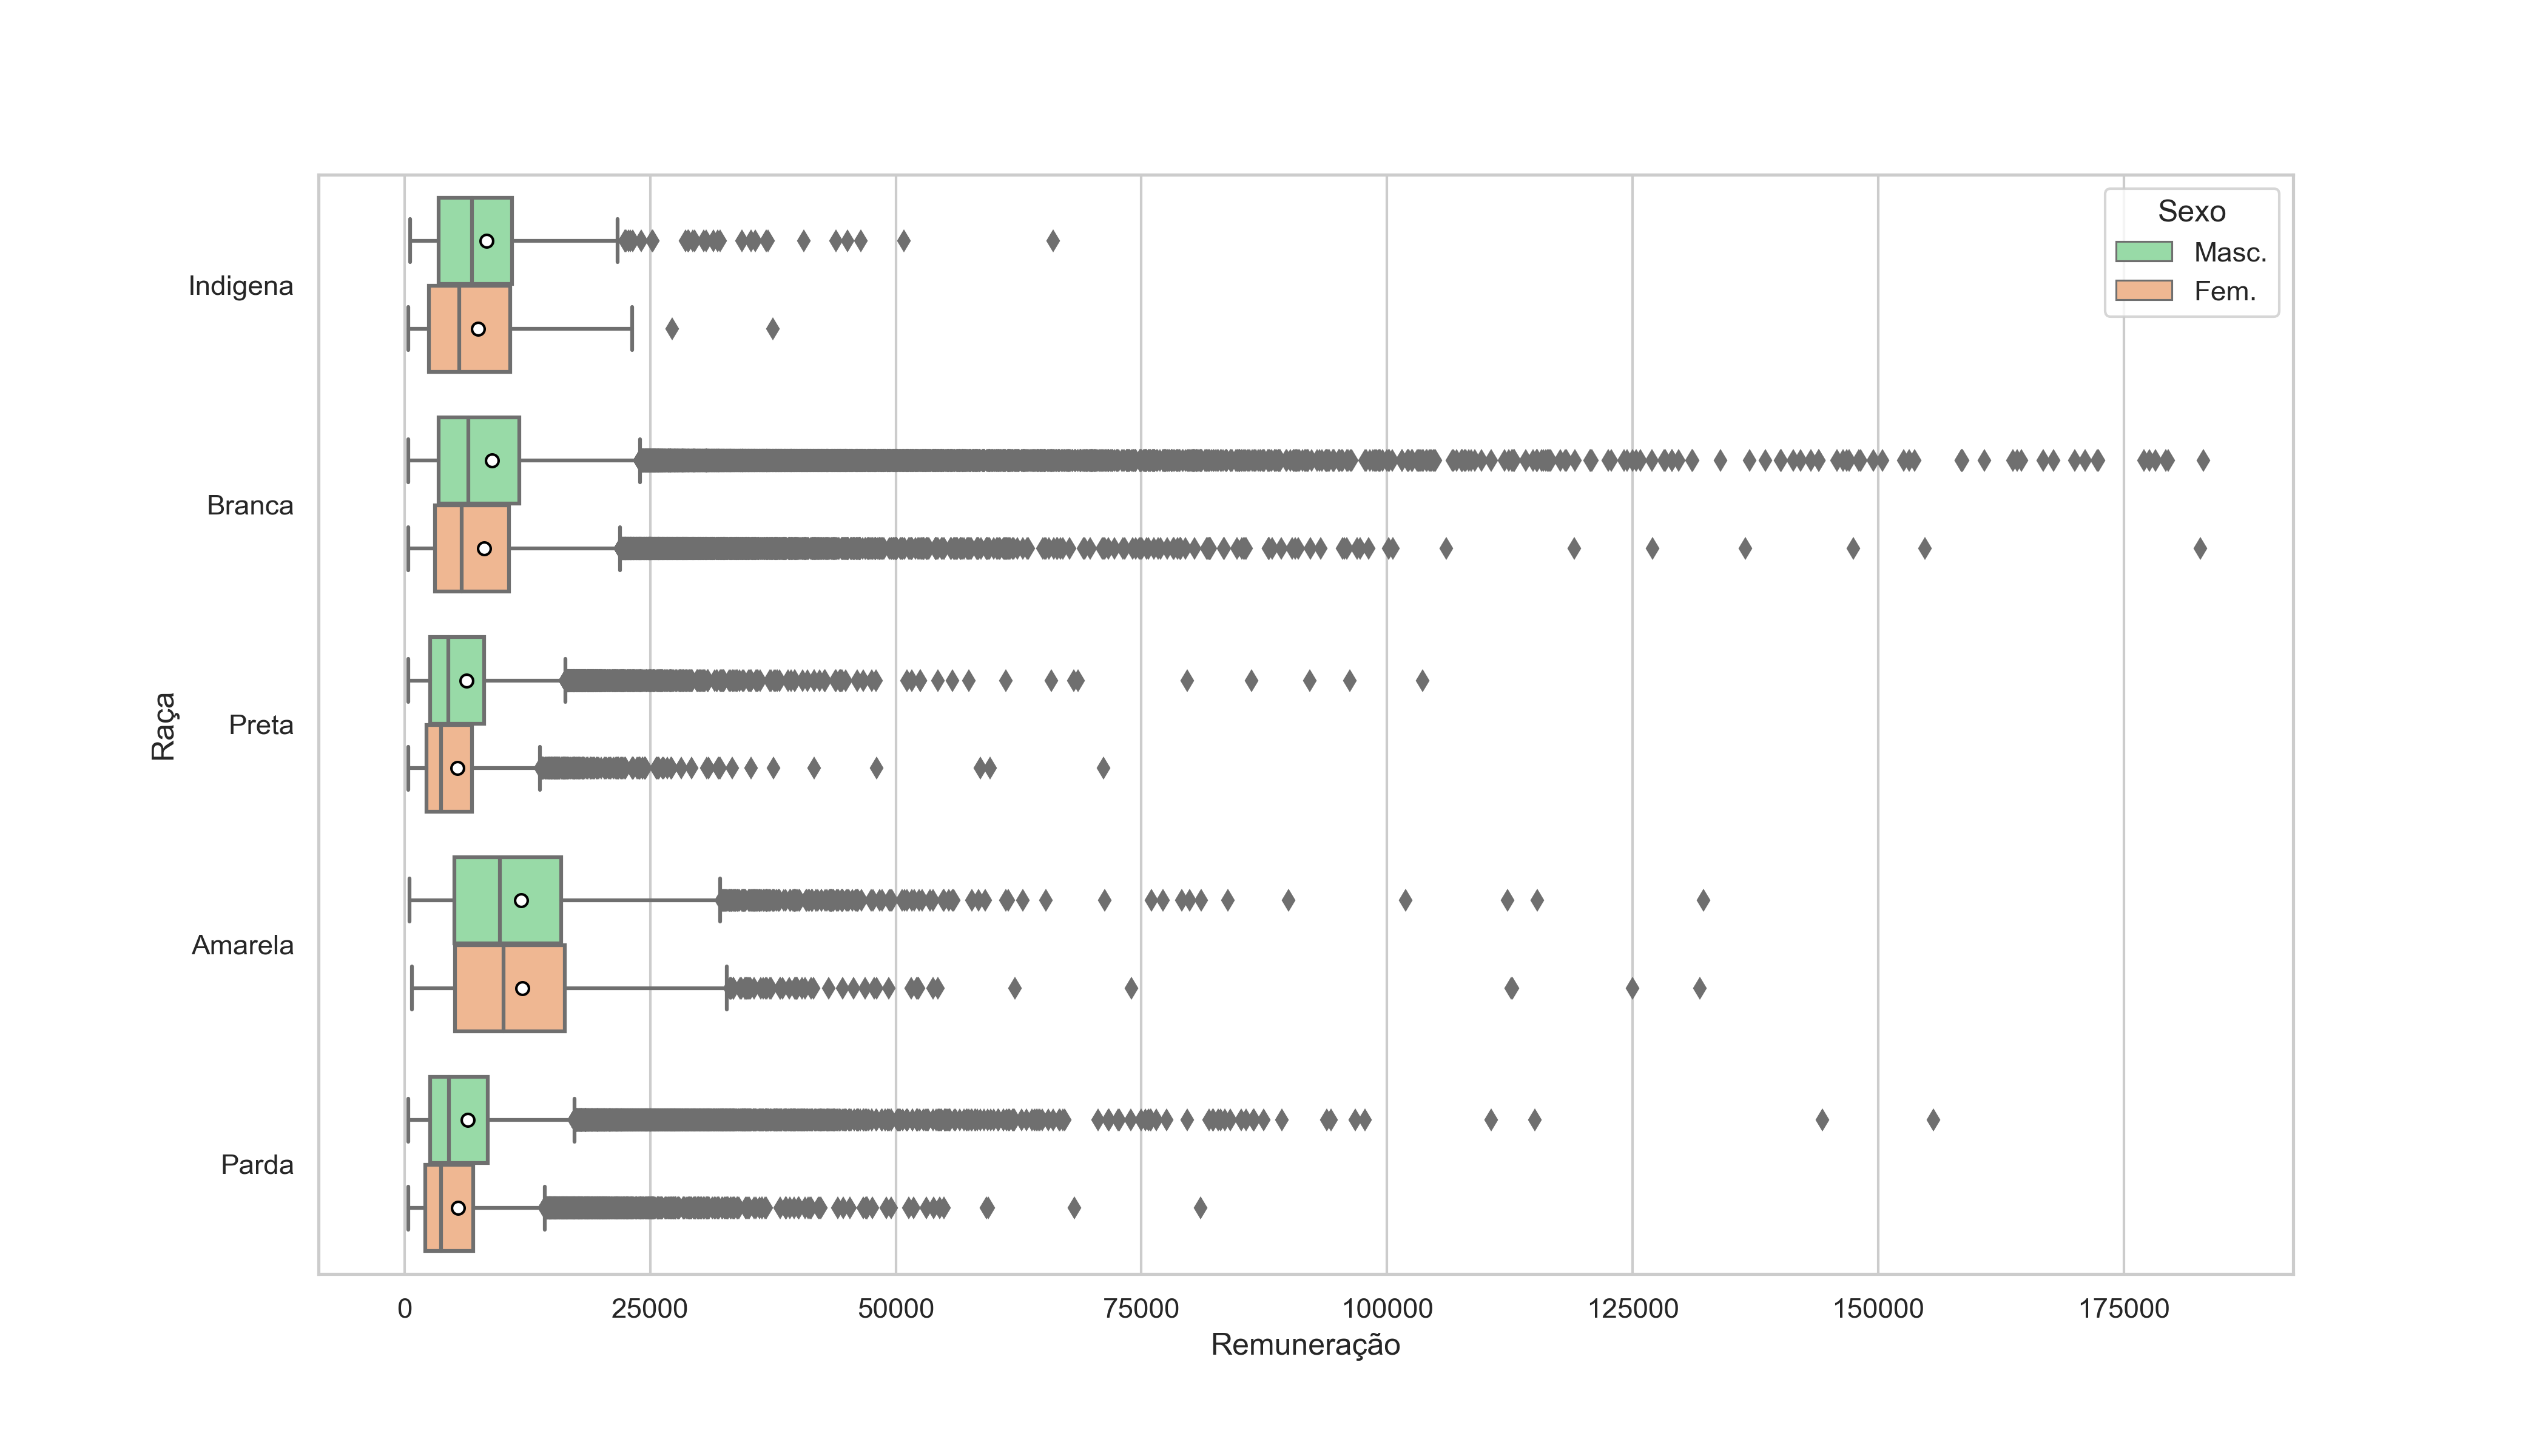 Sexo
Masc.
Fem.
Raça
Indigena
Branca
Preta
Amarela
Parda
0 25000 50000 75000 100000 125000 150000 175000
Remuneração